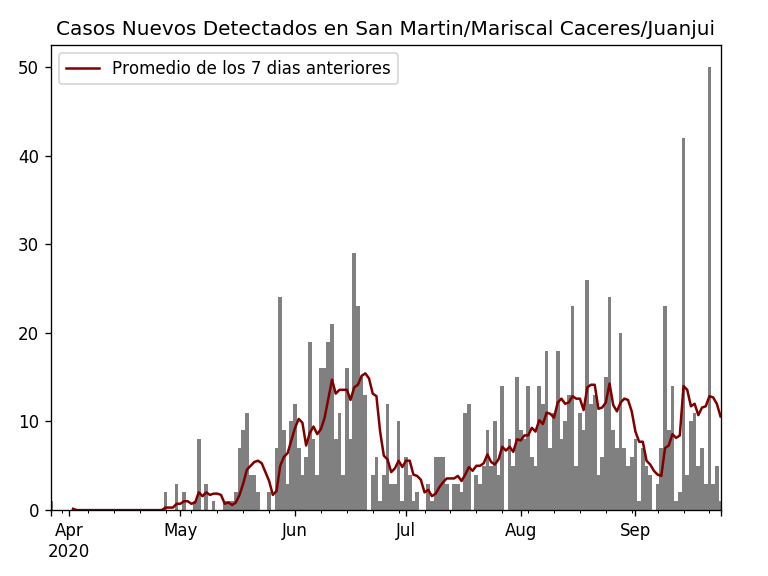 Casos Nuevos Detectados en San Martin/Mariscal Caceres/Juanjui
Promedio de los 7 dias anteriores
50
40
30
20
10
0
Apr May Jun Jul Aug Sep
2020